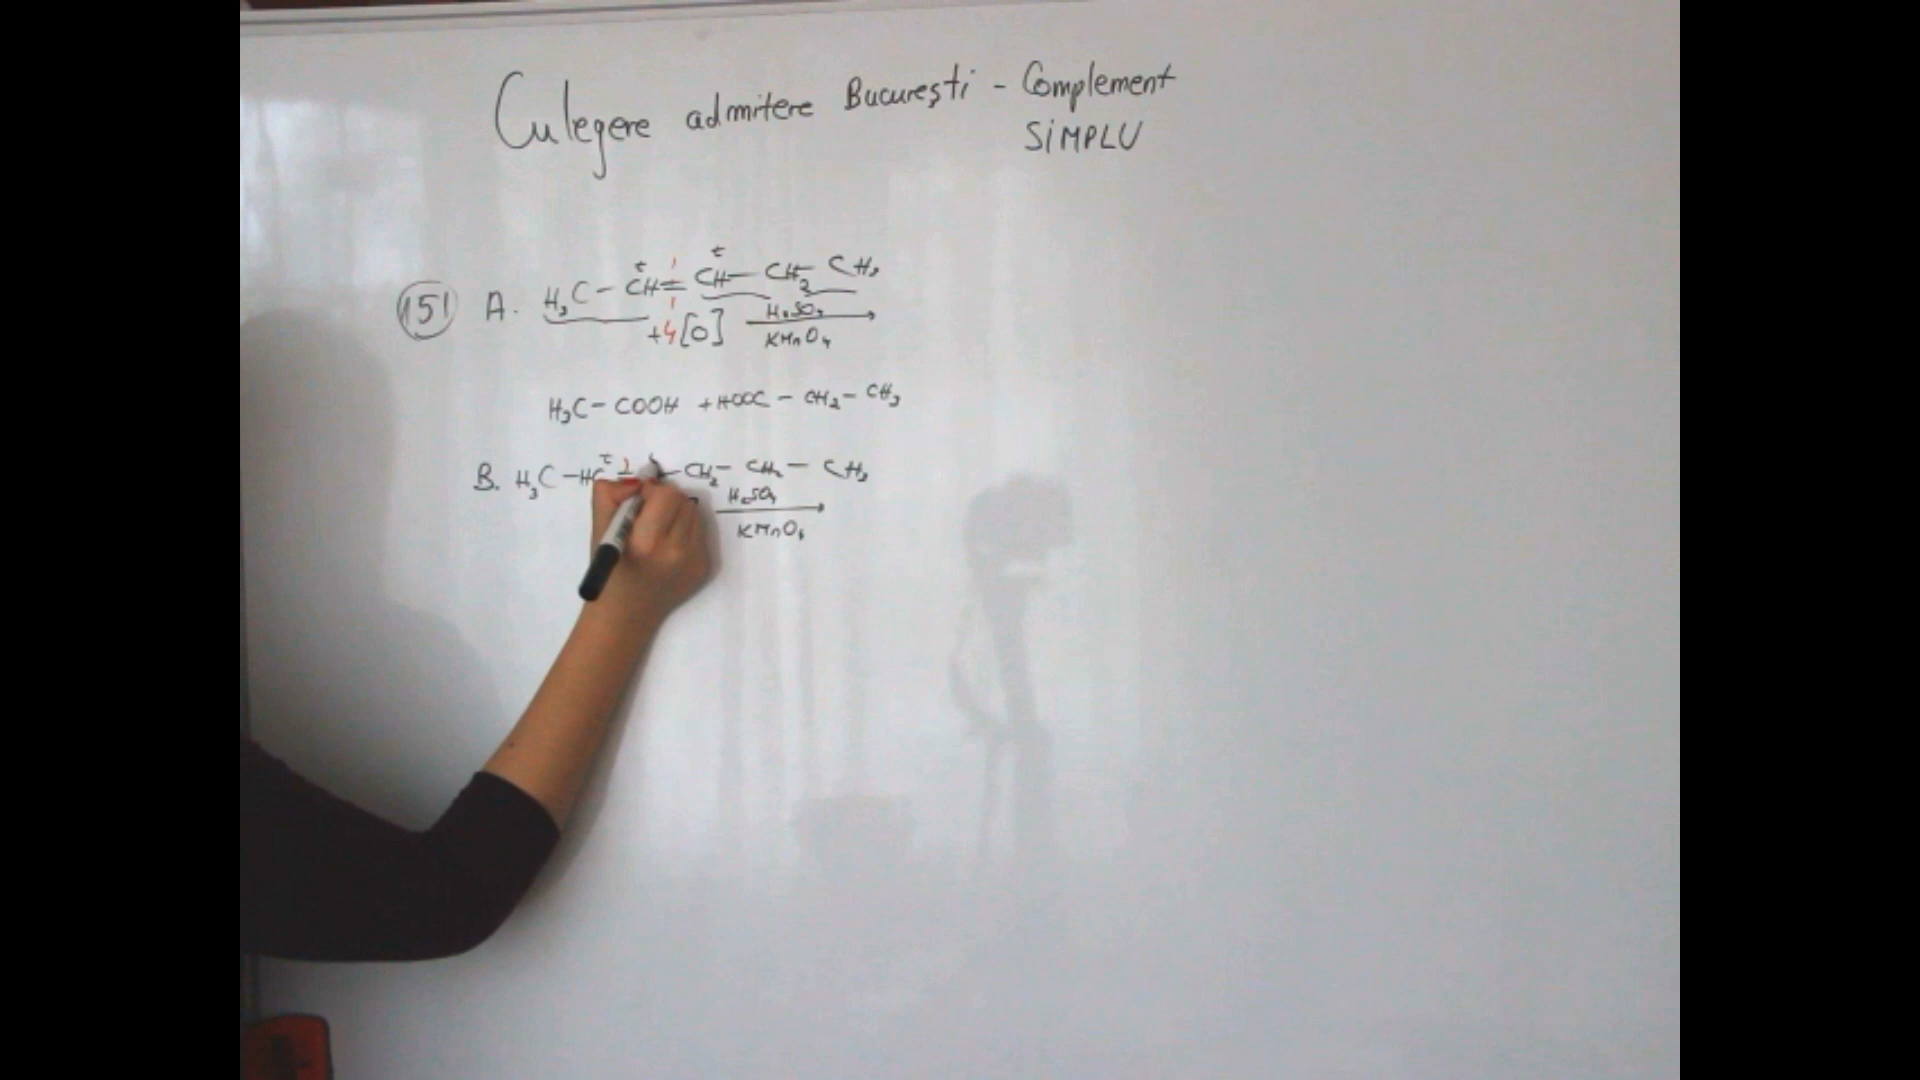 Culegere admitere București - Complement
SiMPLU
151 A. H₃C - CH = CH - CH₂ CH₃
+4[O] H₂SO₄
KMnO₄
H₃C - COOH + HOOC - CH₂ - CH₃
B. H₃C - HC = - CH₂ - CH₂ - CH₃
H₂SO₄
KMnO₄